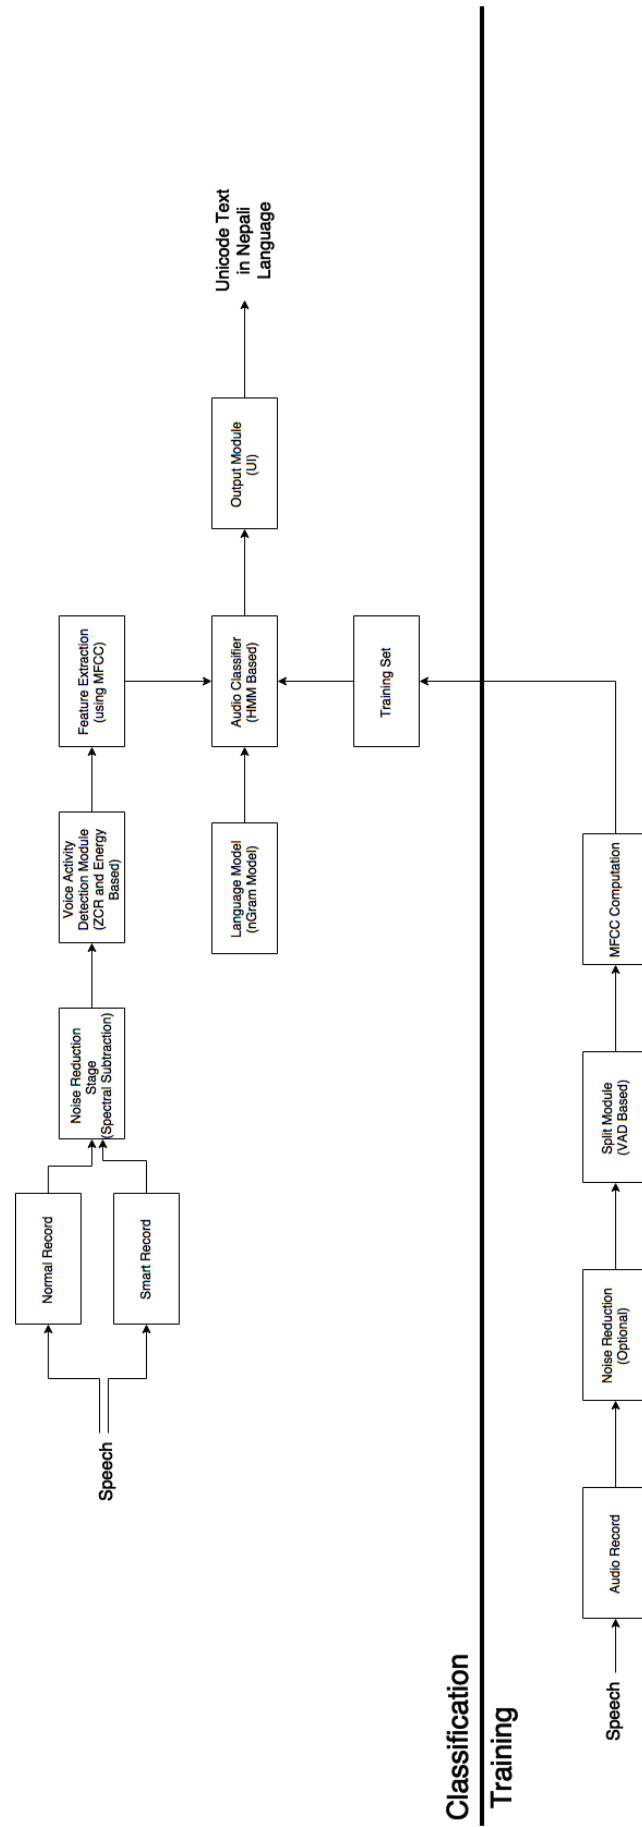 Speech
Normal Record
Smart Record
Noise Reduction
Stage
(Spectral Subtraction)
Voice Activity
Detection Module
(ZCR and Energy
Based)
Feature Extraction
(using MFCC)
Language Model
(nGram Model)
Audio Classifier
(HMM Based)
Output Module
(UI)
Unicode Text
in Nepali
Language
Training Set
Classification
Training
Speech
Audio Record
Noise Reduction
(Optional)
Split Module
(VAD Based)
MFCC Computation